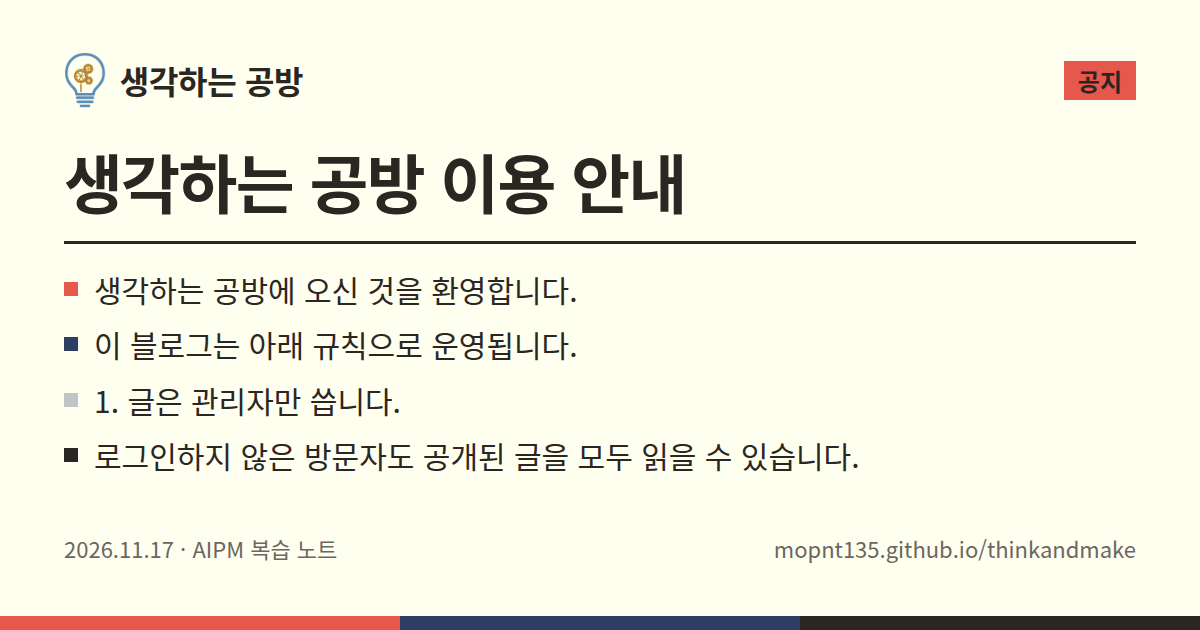 생각하는 공방
공지
생각하는 공방 이용 안내
생각하는 공방에 오신 것을 환영합니다.
이 블로그는 아래 규칙으로 운영됩니다.
1. 글은 관리자만 씁니다.
로그인하지 않은 방문자도 공개된 글을 모두 읽을 수 있습니다.
2026.11.17 · AIPM 복습 노트
mopnt135.github.io/thinkandmake